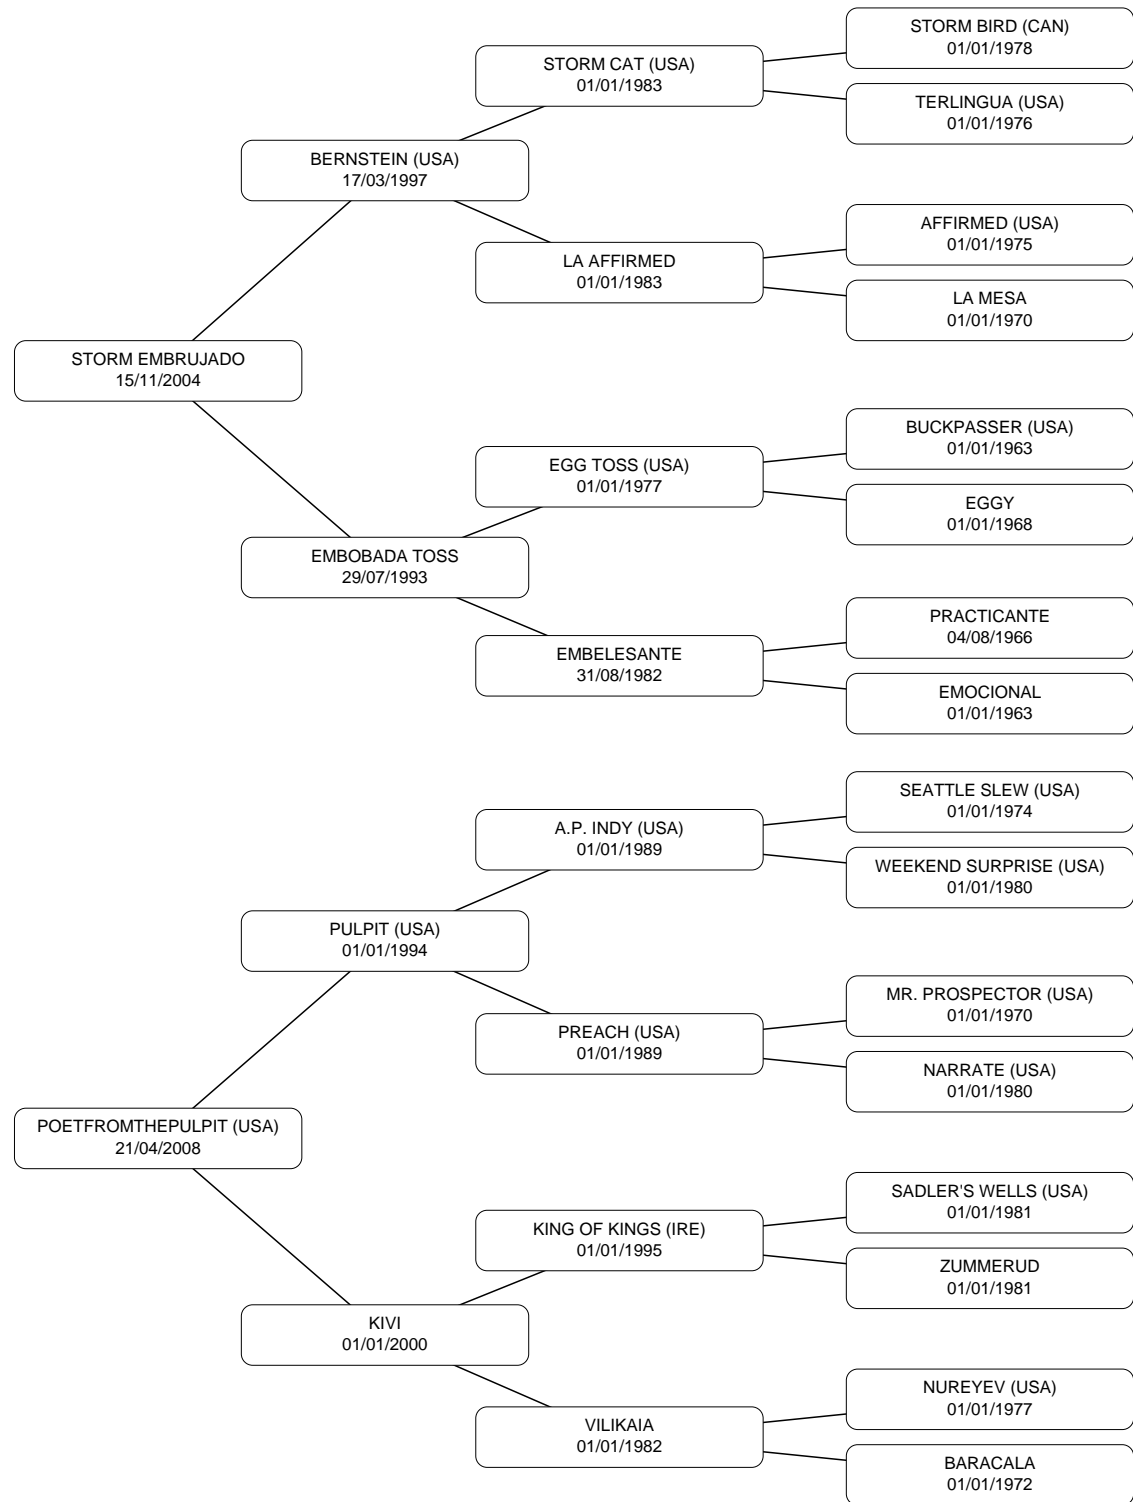 STORM BIRD (CAN)
01/01/1978
STORM CAT (USA)
01/01/1983
TERLINGUA (USA)
01/01/1976
BERNSTEIN (USA)
17/03/1997
AFFIRMED (USA)
01/01/1975
LA AFFIRMED
01/01/1983
LA MESA
01/01/1970
STORM EMBRUJADO
15/11/2004
BUCKPASSER (USA)
01/01/1963
EGG TOSS (USA)
01/01/1977
EGGY
01/01/1968
EMBOBADA TOSS
29/07/1993
PRACTICANTE
04/08/1966
EMBELESANTE
31/08/1982
EMOCIONAL
01/01/1963
SEATTLE SLEW (USA)
01/01/1974
A.P. INDY (USA)
01/01/1989
WEEKEND SURPRISE (USA)
01/01/1980
PULPIT (USA)
01/01/1994
MR. PROSPECTOR (USA)
01/01/1970
PREACH (USA)
01/01/1989
NARRATE (USA)
01/01/1980
POETFROMTHEPULPIT (USA)
21/04/2008
SADLER'S WELLS (USA)
01/01/1981
KING OF KINGS (IRE)
01/01/1995
ZUMMERUD
01/01/1981
KIVI
01/01/2000
NUREYEV (USA)
01/01/1977
VILIKAIA
01/01/1982
BARACALA
01/01/1972